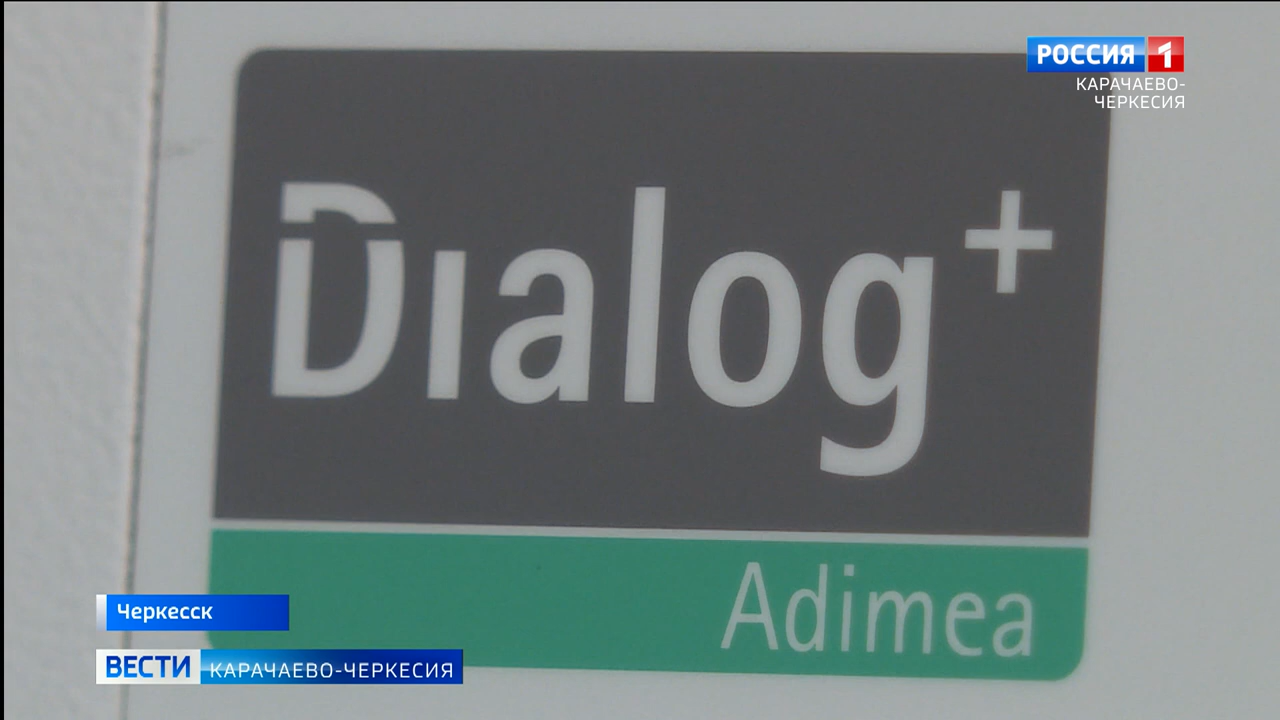 РОССИЯ 1
КАРАЧАЕВО-
ЧЕРКЕСИЯ
Dialog+
Adimea
Черкесск
ВЕСТИ КАРАЧАЕВО-ЧЕРКЕСИЯ